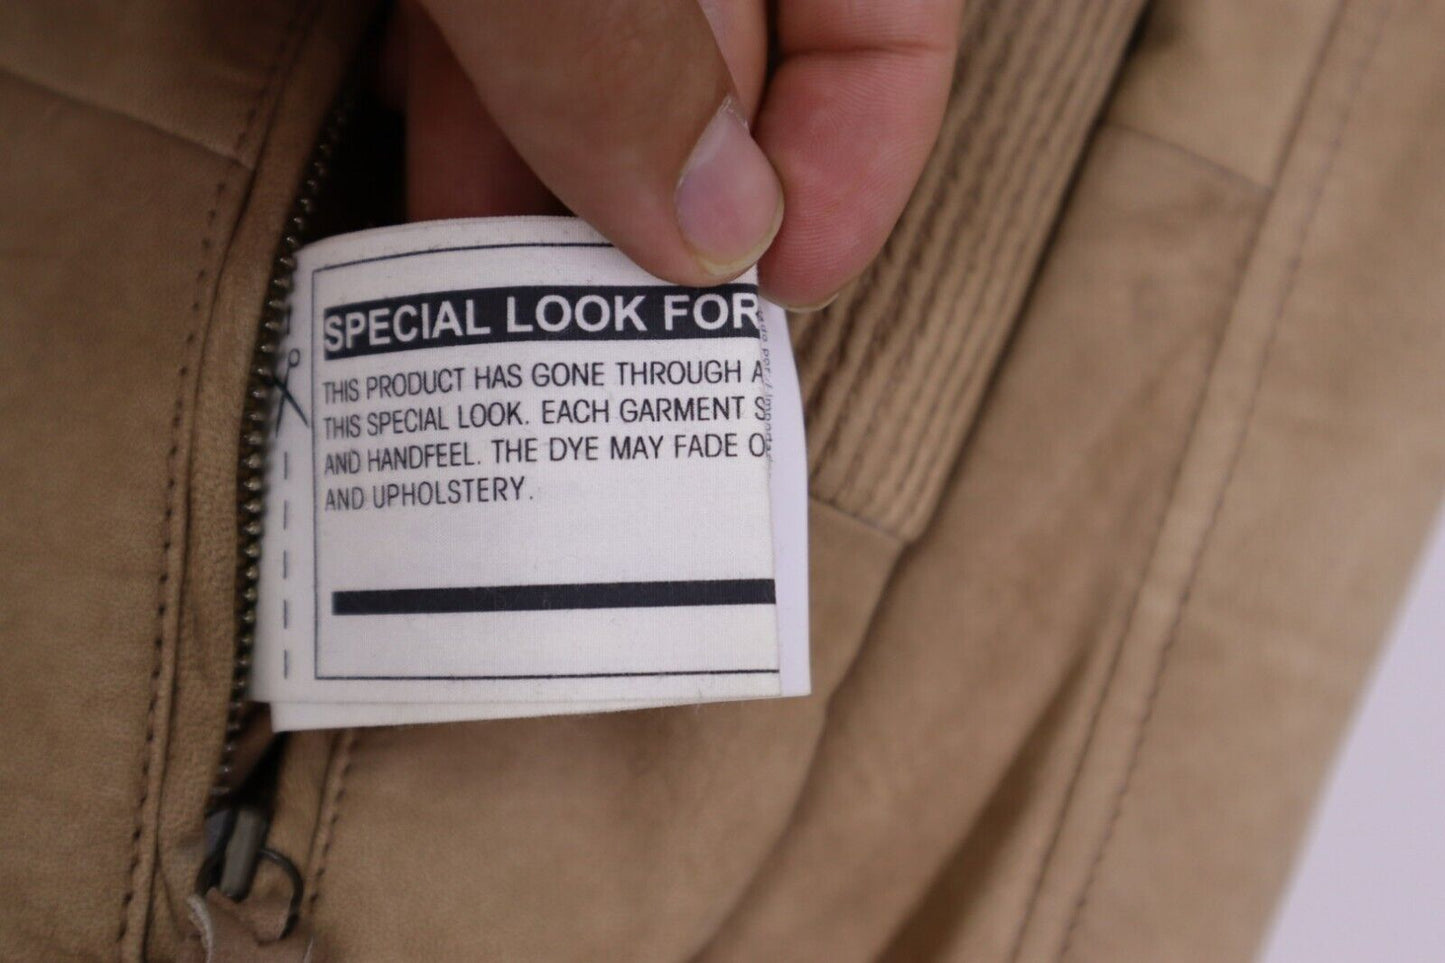 SPECIAL LOOK FOR
THIS PRODUCT HAS GONE THROUGH A
THIS SPECIAL LOOK. EACH GARMENT S
AND HANDFEEL. THE DYE MAY FADE O
AND UPHOLSTERY.